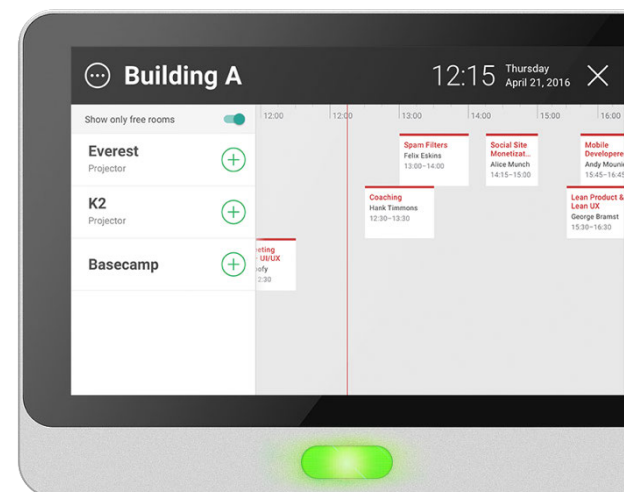 Building A
12:15
Thursday
April 21, 2016
Show only free rooms
12:00
12:00
13:00
14:00
15:00
16:00
Everest
Projector
Spam Filters
Felix Eskins
13:00–14:00
Social Site
Monetizat...
Alice Munch
14:15–15:00
Mobile
Developere
Andy Mounie
15:45–16:45
K2
Projector
Coaching
Hank Timmons
12:30–13:30
Lean Product &
Lean UX
George Bramst
15:30–16:30
Basecamp
eting
UI/UX
ofy
2:30